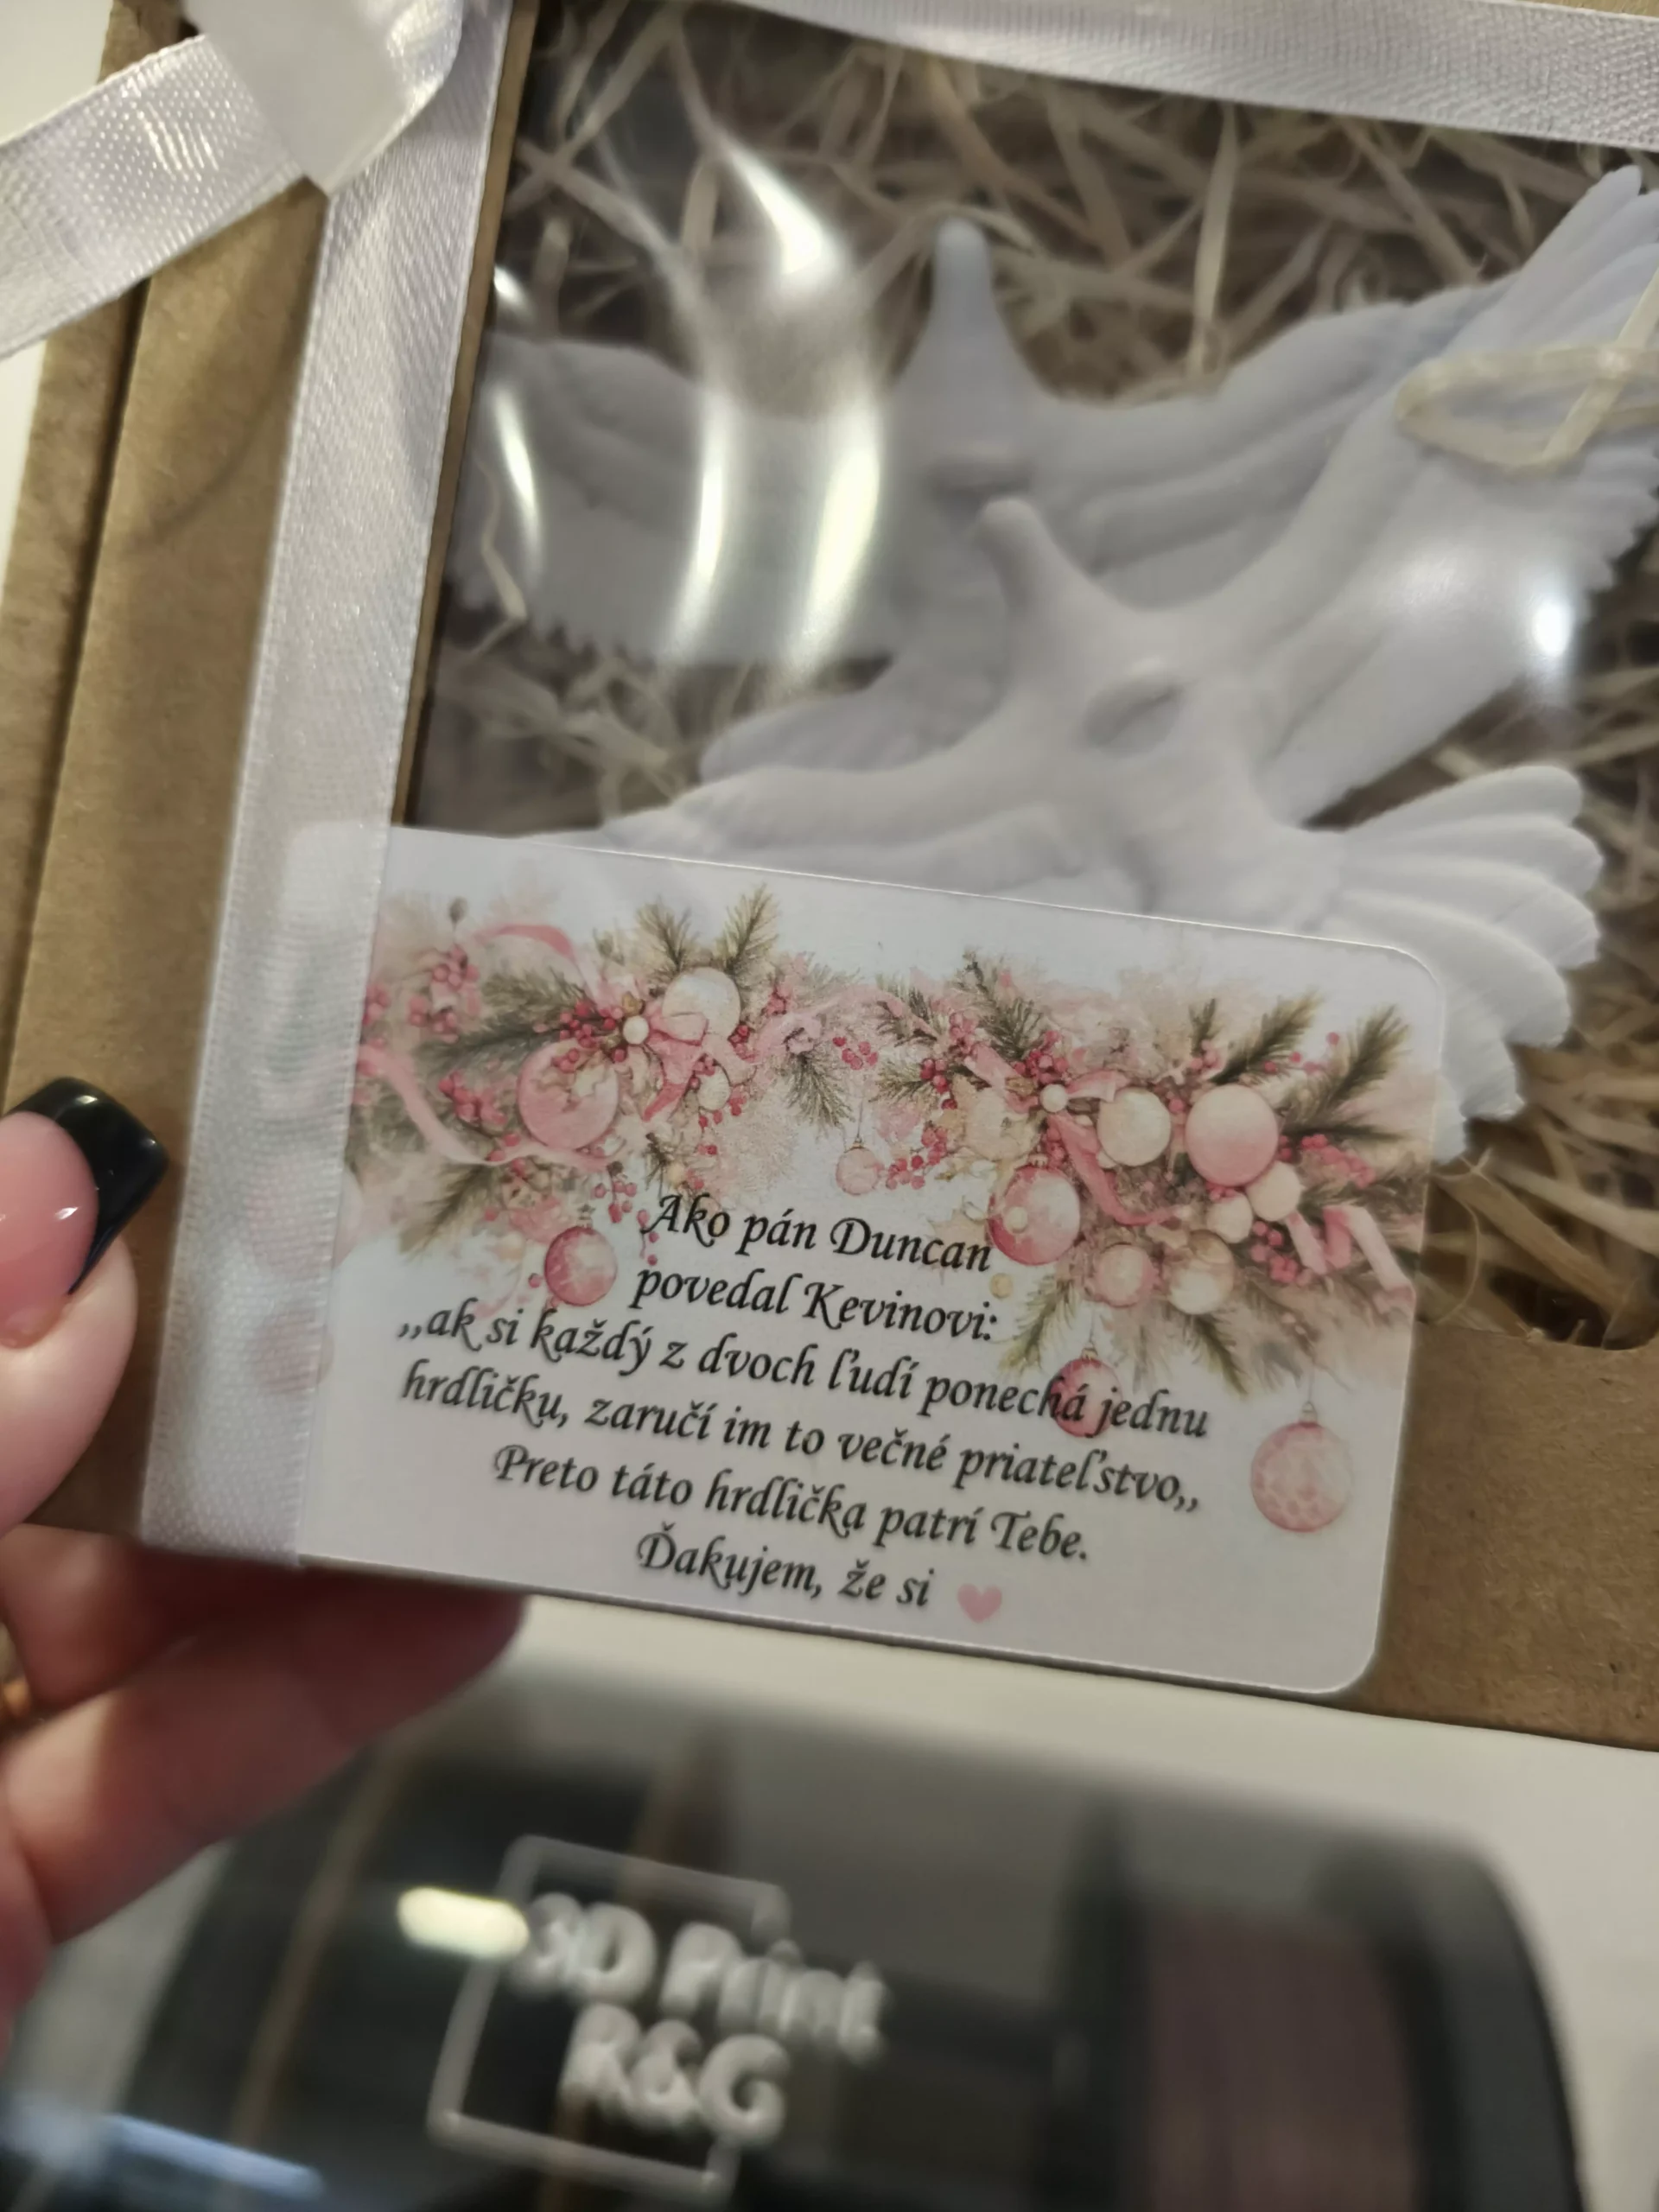 Ako pán Duncan
povedal Kevinovi:
,,ak si každý z dvoch ľudí ponechá jednu
hrdličku, zaručí im to večné priateľstvo,,
Preto táto hrdlička patrí Tebe.
Ďakujem, že si
3D Print
R&G